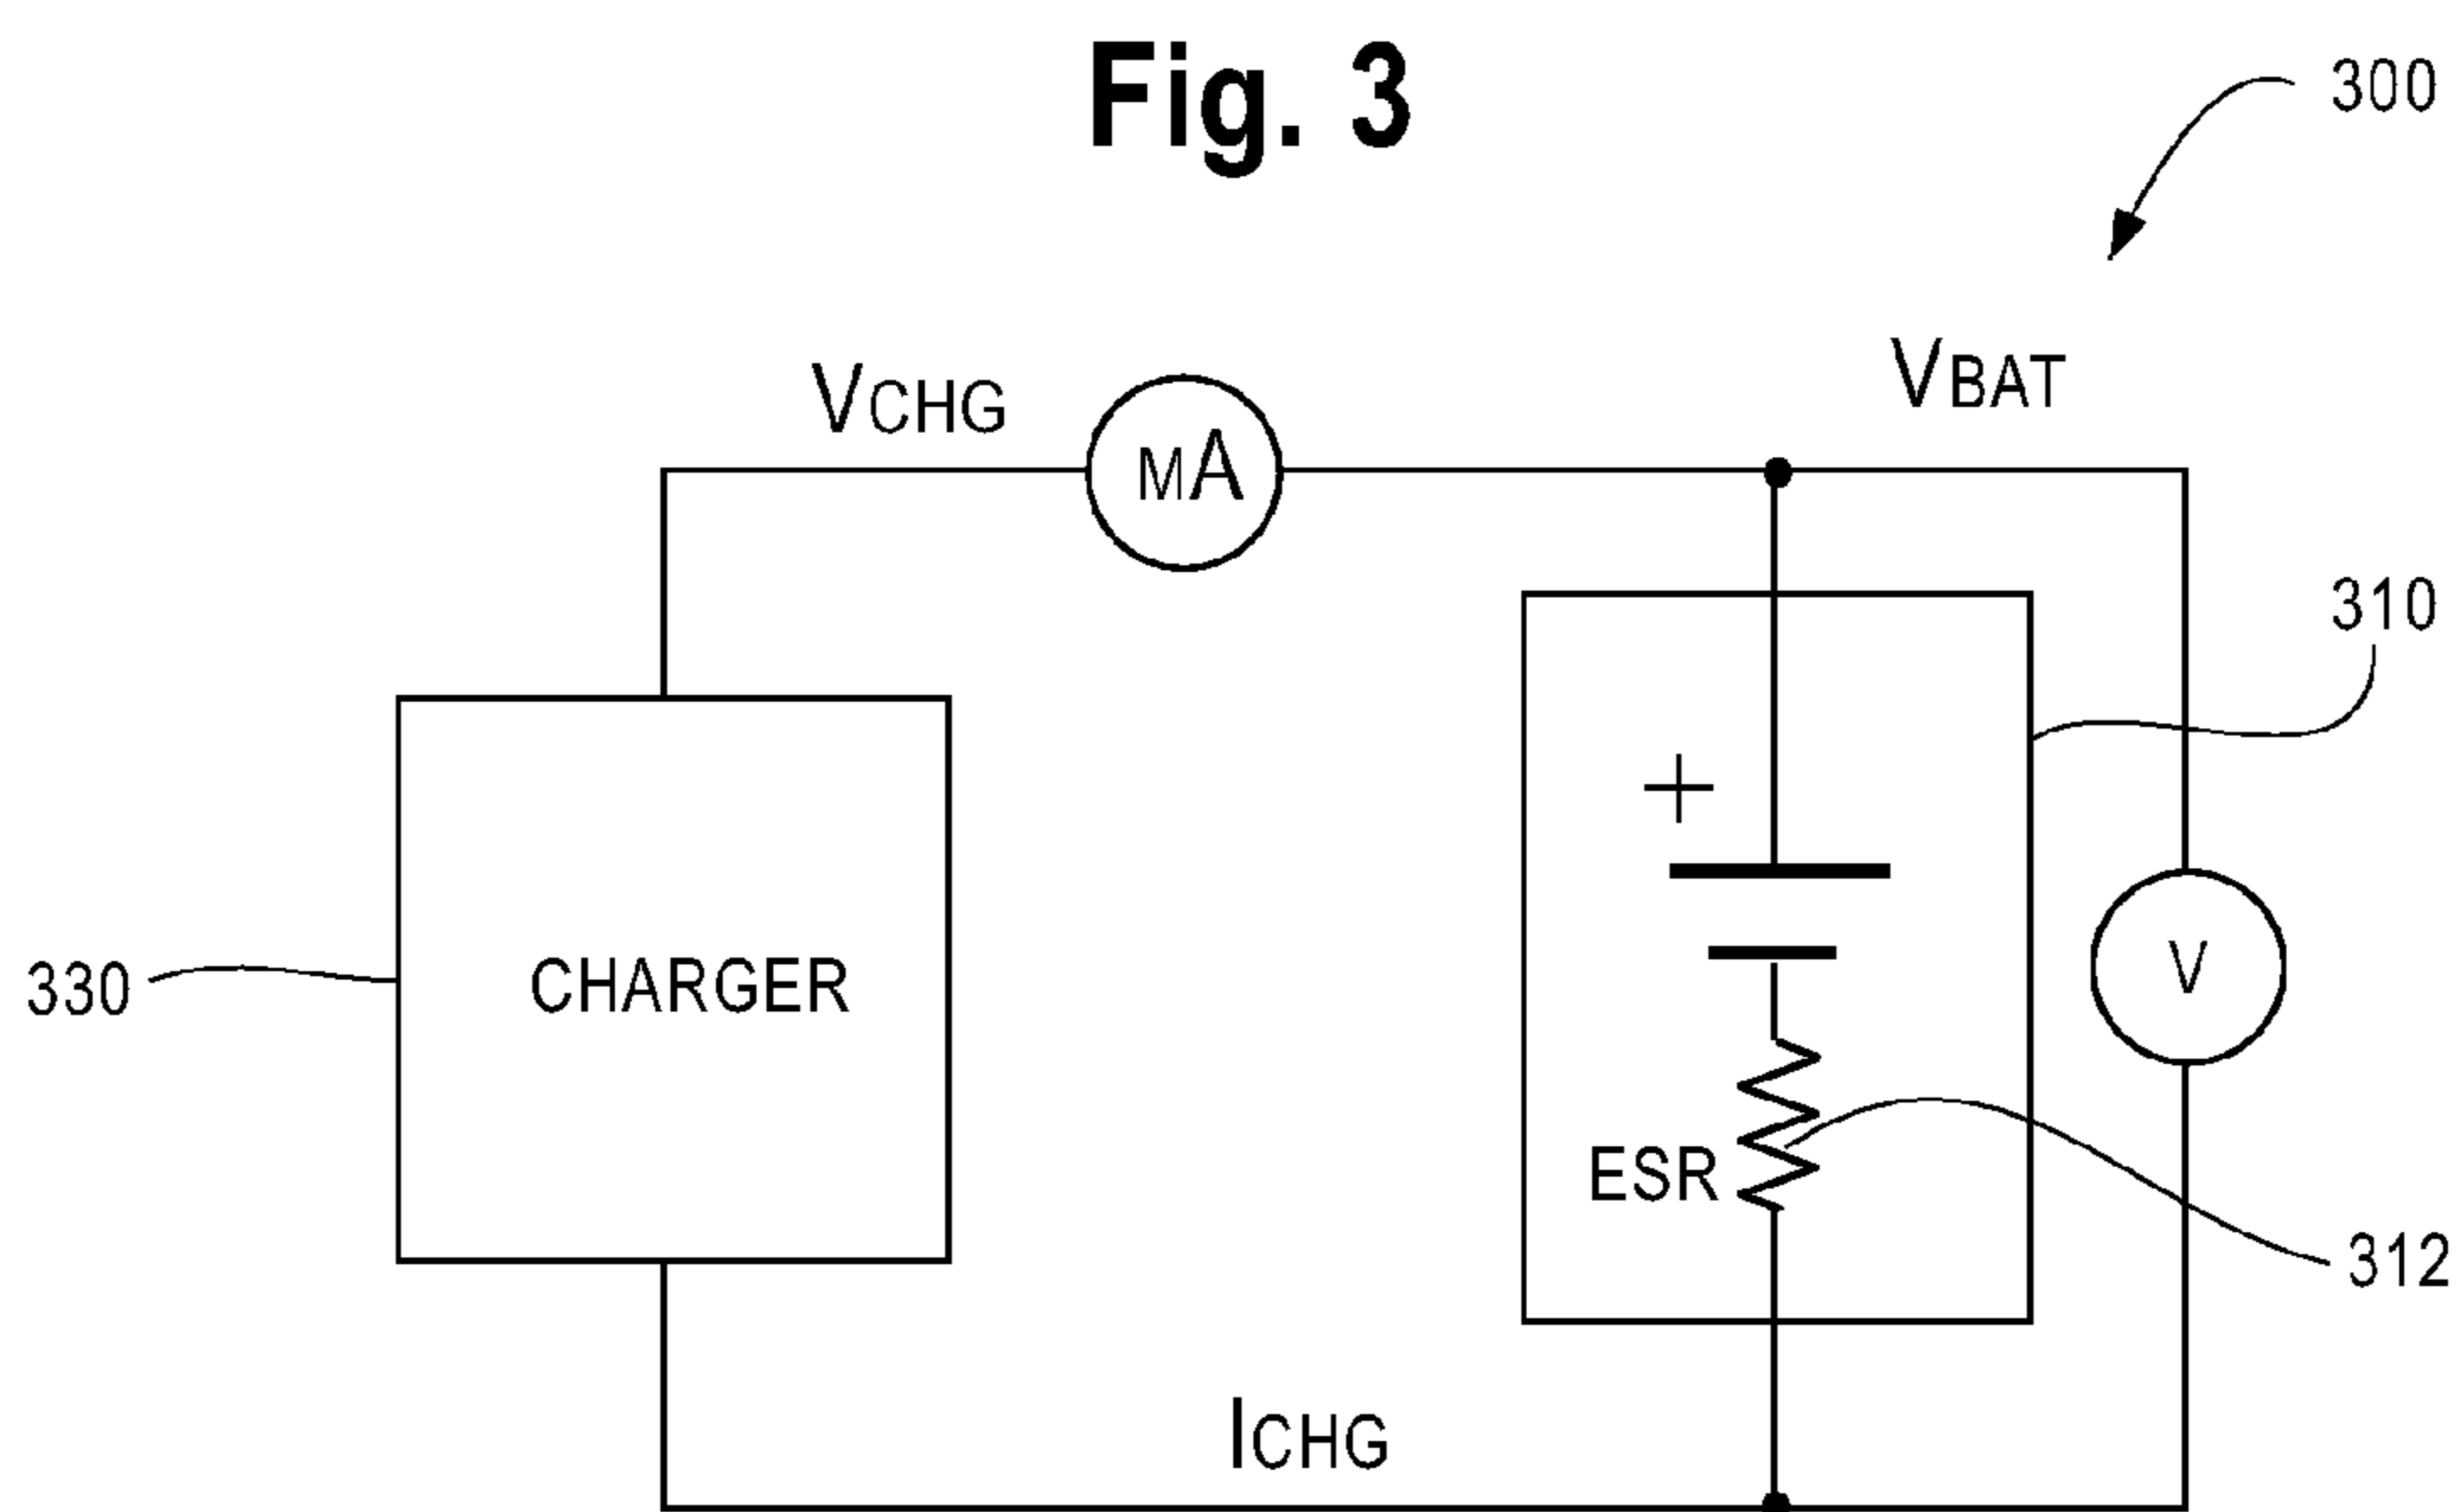 Fig. 3
300
VCHG
VBAT
MA
310
+
330
CHARGER
V
ESR
312
ICHG